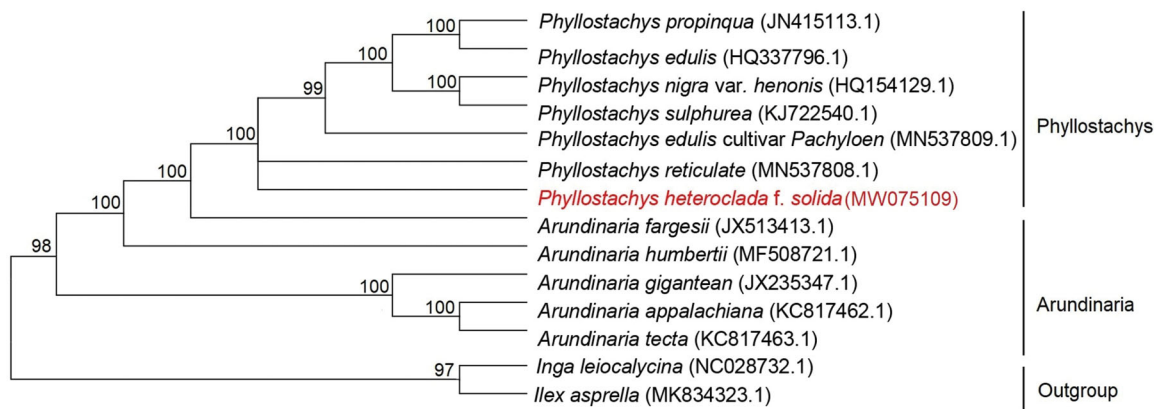 100 Phyllostachys propinqua (JN415113.1)
100
Phyllostachys edulis (HQ337796.1)
100 Phyllostachys nigra var. henonis (HQ154129.1)
99
Phyllostachys sulphurea (KJ722540.1)
Phyllostachys
100 Phyllostachys edulis cultivar Pachyloen (MN537809.1)
100 Phyllostachys reticulate (MN537808.1)
100 Phyllostachys heteroclada f. solida(MW075109)
98 Arundinaria fargesii (JX513413.1)
Arundinaria humbertii (MF508721.1)
100 Arundinaria gigantean (JX235347.1)
100 Arundinaria appalachiana (KC817462.1)
Arundinaria
Arundinaria tecta (KC817463.1)
97 Inga leiocalycina (NC028732.1)
Outgroup
Ilex asprella (MK834323.1)